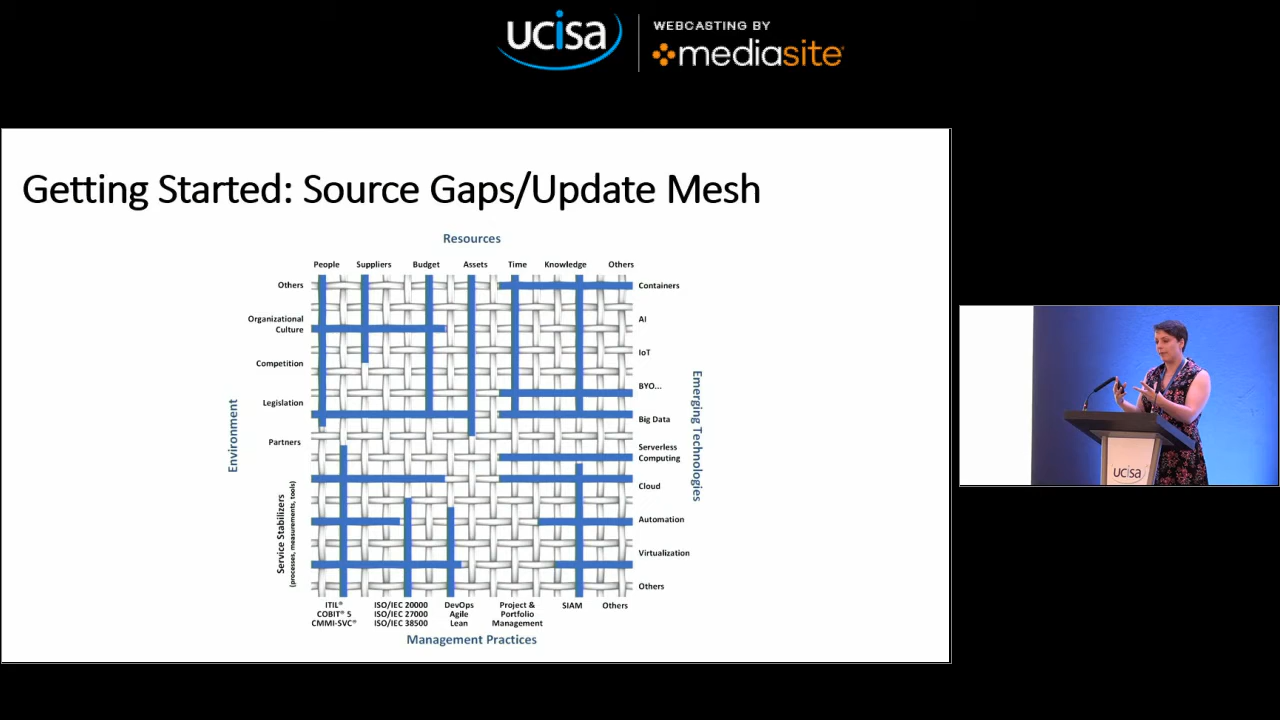 ucisa
WEBCASTING BY
mediasite
Getting Started: Source Gaps/Update Mesh
Resources
People
Suppliers
Budget
Assets
Time
Knowledge
Others
Others
Organizational
Culture
Competition
Legislation
Partners
Environment
Service Stabilizers
(processes, measurements, tools)
Containers
AI
IoT
BYO...
Big Data
Serverless
Computing
Cloud
Automation
Virtualization
Others
Emerging Technologies
ITIL®
COBIT® 5
CMMI-SVC®
ISO/IEC 20000
ISO/IEC 27000
ISO/IEC 38500
DevOps
Agile
Lean
Project &
Portfolio
Management
SIAM
Others
Management Practices
ucisa